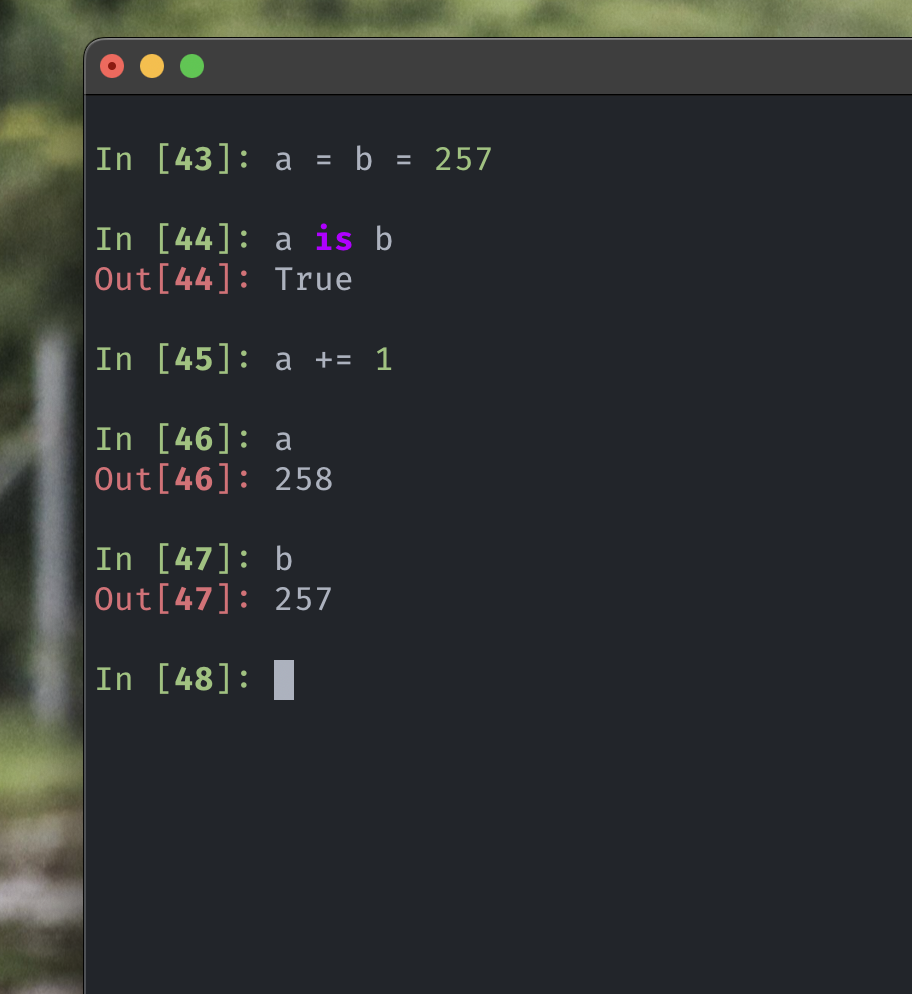 In [43]: a = b = 257
In [44]: a is b
Out[44]: True
In [45]: a += 1
In [46]: a
Out[46]: 258
In [47]: b
Out[47]: 257
In [48]: